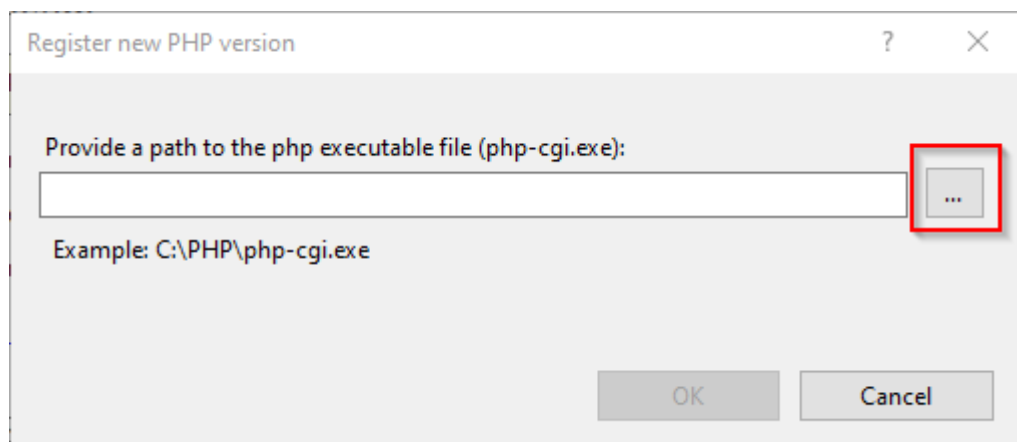 Register new PHP version ?
Provide a path to the php executable file (php-cgi.exe):
...
Example: C:\PHP\php-cgi.exe
OK Cancel